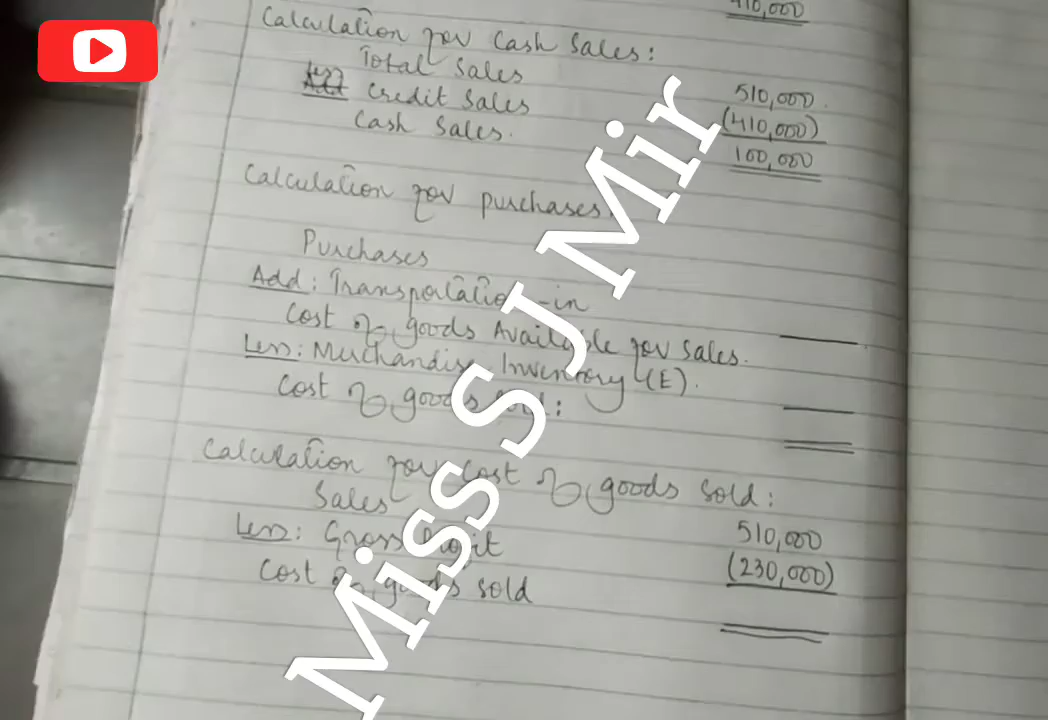 410,000
Calculation for Cash Sales:
Total Sales 510,000.
Credit Sales (410,000)
Cash Sales. 100,000
Calculation for purchases.
Purchases
Add: Transportation-in
Cost of goods Available for sales.
Less: Merchandise Inventory (E).
Cost of goods sold:
Calculation for Cost of goods sold:
Sales 510,000
Less: Gross Profit (230,000)
Cost of goods sold
Miss S J Mir